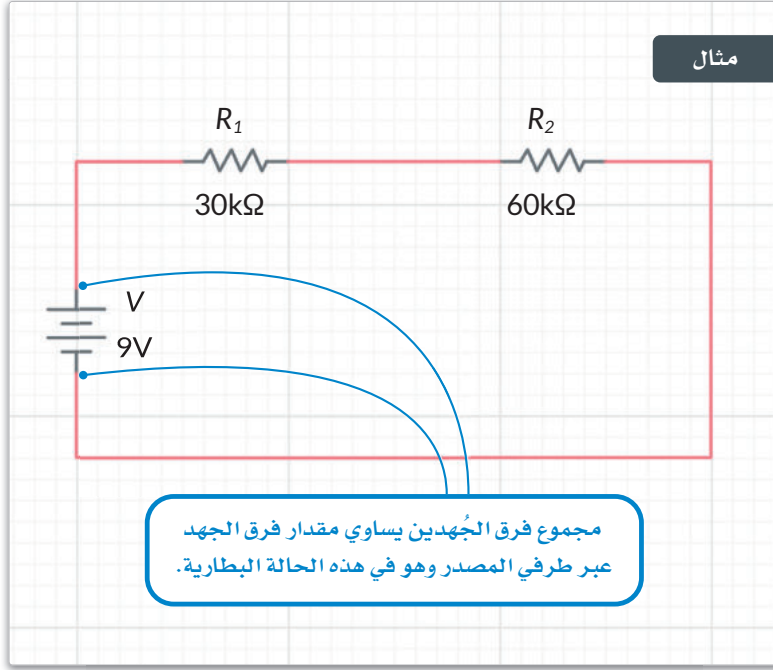 مثال
R₁
R₂
30kΩ
60kΩ
V
9V
مجموع فرق الجُهدين يساوي مقدار فرق الجهد
عبر طرفي المصدر وهو في هذه الحالة البطارية.